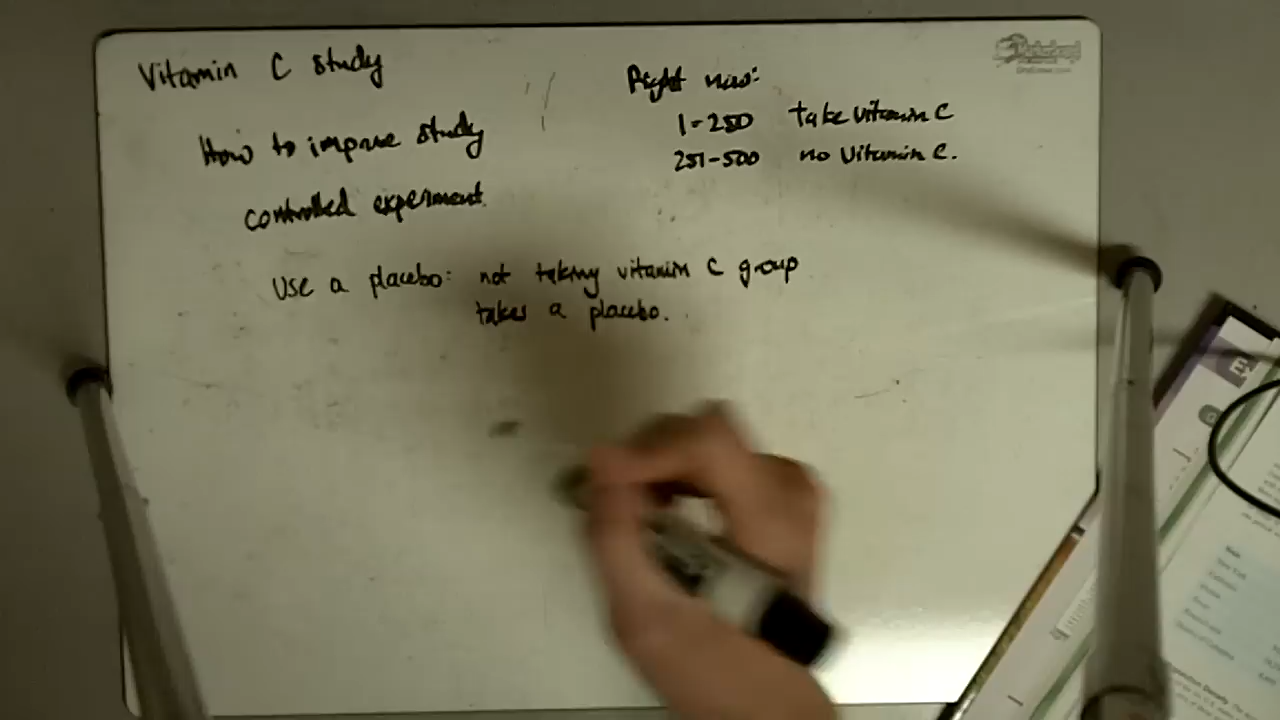 Vitamin C study
How to improve study
controlled experiment
Use a placebo: not taking vitamin C group
takes a placebo.
Right now:
1-250 take vitamin C
251-500 no vitamin C.